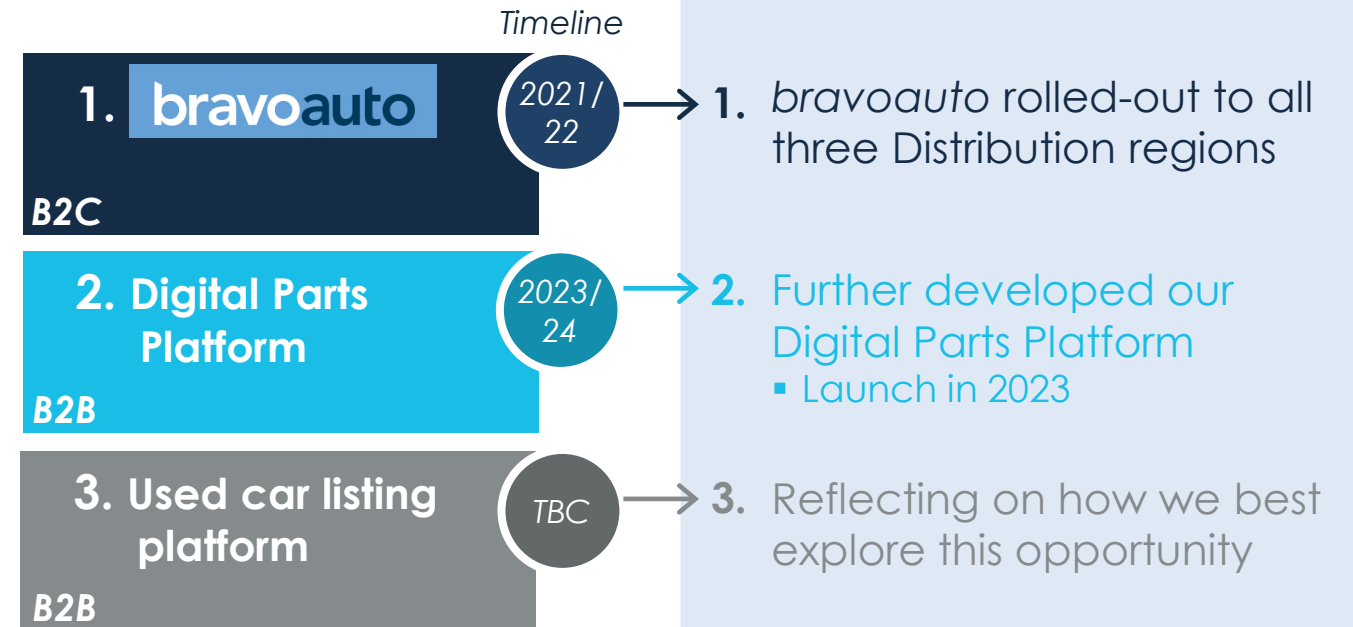 Timeline
1. bravoauto
B2C
2021/
22
1. bravoauto rolled-out to all
three Distribution regions
2. Digital Parts
Platform
B2B
2023/
24
2. Further developed our
Digital Parts Platform
▪ Launch in 2023
3. Used car listing
platform
B2B
TBC
3. Reflecting on how we best
explore this opportunity